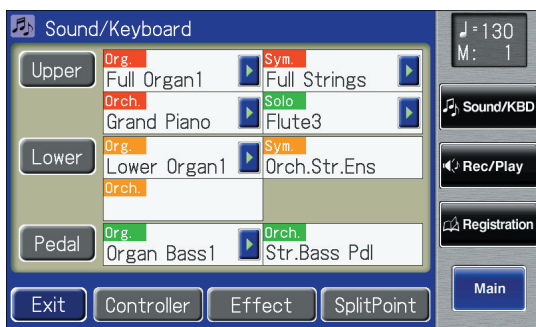 Sound/Keyboard
♩=130
M: 1
Upper
Org.
Full Organ1
Sym.
Full Strings
Orch.
Grand Piano
Solo
Flute3
Sound/KBD
Lower
Org.
Lower Organ1
Sym.
Orch.Str.Ens
Orch.
Rec/Play
Pedal
Org.
Organ Bass1
Orch.
Str.Bass Pdl
Registration
Exit
Controller
Effect
SplitPoint
Main